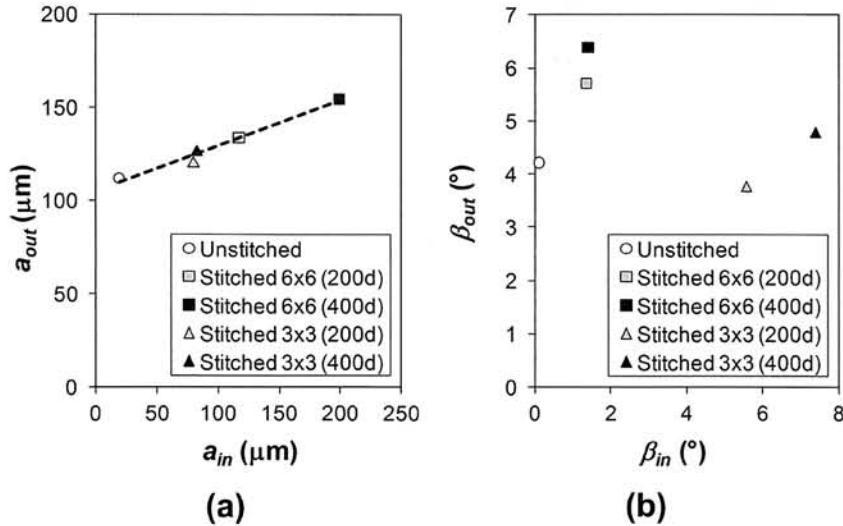 200
150
100
50
0
a_out (μm)
Unstitched
Stitched 6x6 (200d)
Stitched 6x6 (400d)
Stitched 3x3 (200d)
Stitched 3x3 (400d)
0 50 100 150 200 250
a_in (μm)
(a)
7
6
5
4
3
2
1
0
β_out (°)
Unstitched
Stitched 6x6 (200d)
Stitched 6x6 (400d)
Stitched 3x3 (200d)
Stitched 3x3 (400d)
0 2 4 6 8
β_in (°)
(b)